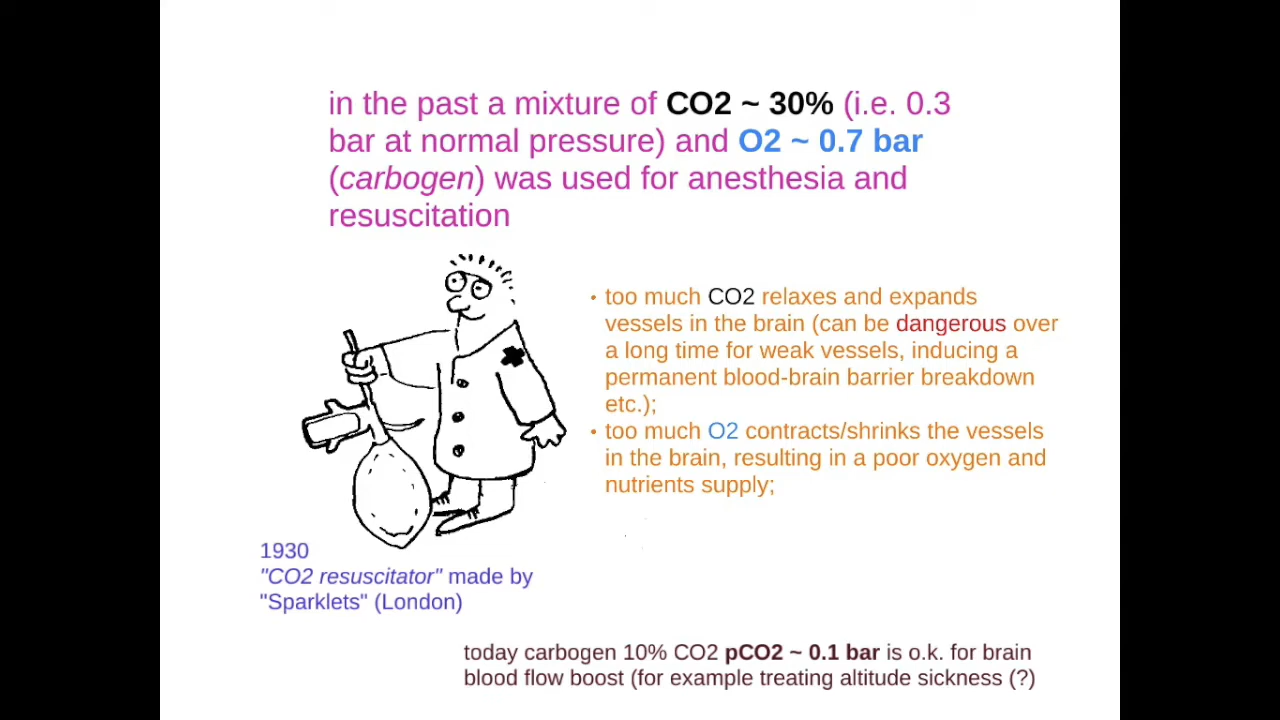 in the past a mixture of CO2 ~ 30% (i.e. 0.3
bar at normal pressure) and O2 ~ 0.7 bar
(carbogen) was used for anesthesia and
resuscitation
• too much CO2 relaxes and expands
vessels in the brain (can be dangerous over
a long time for weak vessels, inducing a
permanent blood-brain barrier breakdown
etc.);
• too much O2 contracts/shrinks the vessels
in the brain, resulting in a poor oxygen and
nutrients supply;
1930
"CO2 resuscitator" made by
"Sparklets" (London)
today carbogen 10% CO2 pCO2 ~ 0.1 bar is o.k. for brain
blood flow boost (for example treating altitude sickness (?)